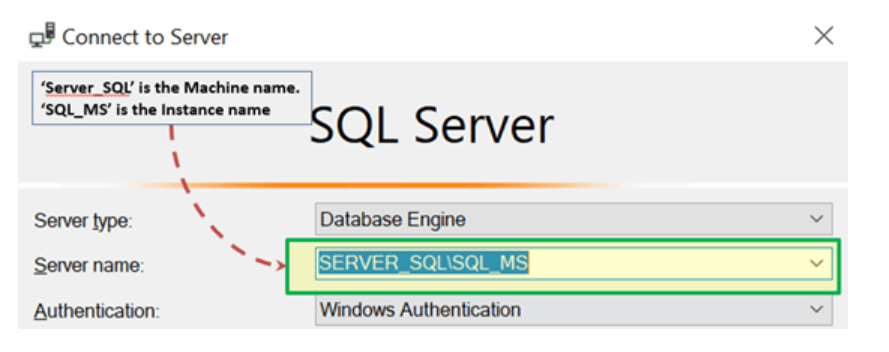 Connect to Server
‘Server_SQL’ is the Machine name.
‘SQL_MS’ is the Instance name
SQL Server
Server type:
Database Engine
Server name:
SERVER_SQL\SQL_MS
Authentication:
Windows Authentication